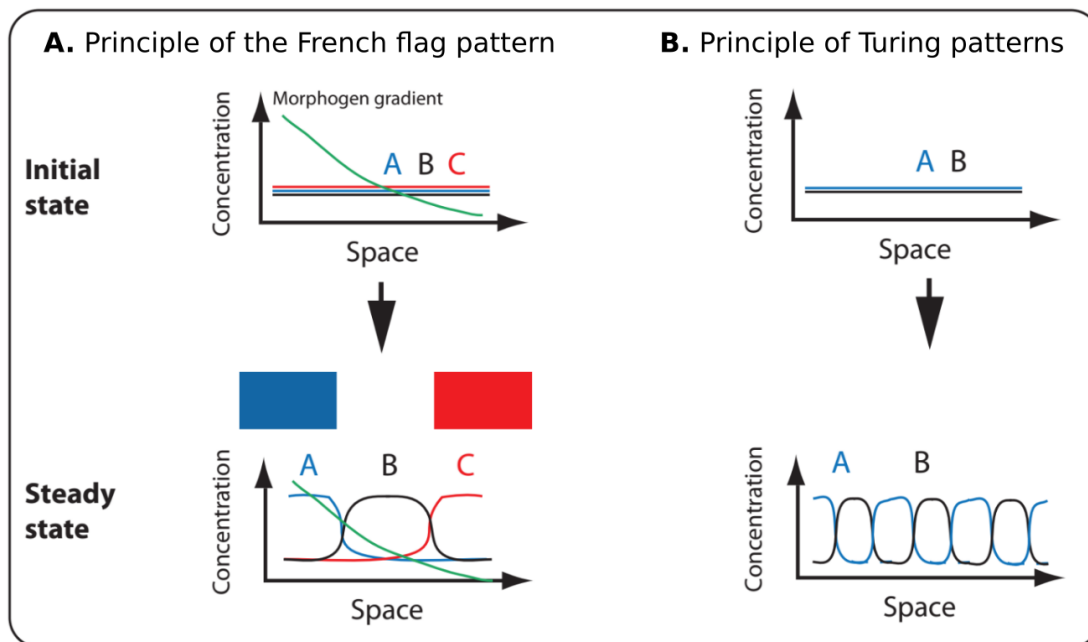 A. Principle of the French flag pattern
Morphogen gradient
Concentration
A B C
Space
Initial
state
B. Principle of Turing patterns
Concentration
A B
Space
A B C
Concentration
Space
Steady
state
A B
Concentration
Space